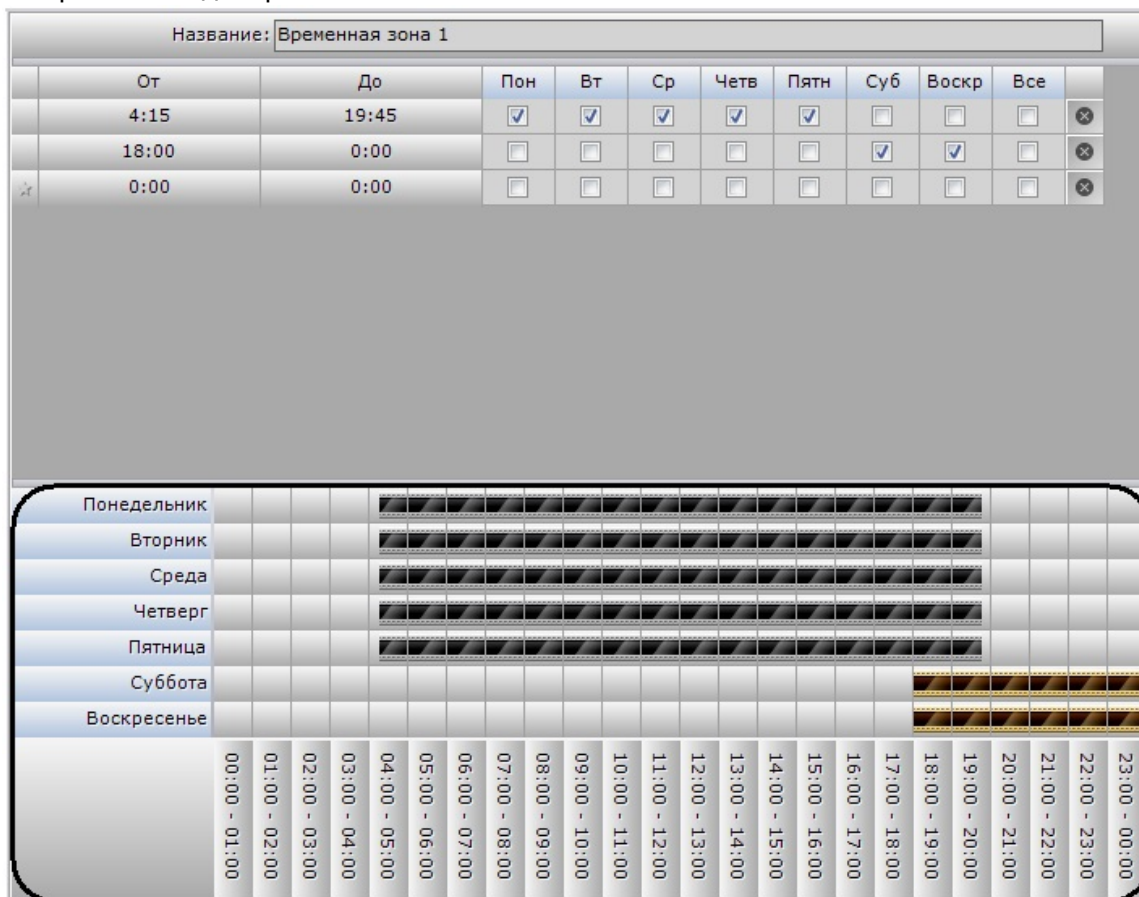 Название: Временная зона 1
От До Пон Вт Ср Четв Пятн Суб Воскр Все
4:15 19:45
18:00 0:00
0:00 0:00
Понедельник
Вторник
Среда
Четверг
Пятница
Суббота
Воскресенье
00:00 - 01:00
01:00 - 02:00
02:00 - 03:00
03:00 - 04:00
04:00 - 05:00
05:00 - 06:00
06:00 - 07:00
07:00 - 08:00
08:00 - 09:00
09:00 - 10:00
10:00 - 11:00
11:00 - 12:00
12:00 - 13:00
13:00 - 14:00
14:00 - 15:00
15:00 - 16:00
16:00 - 17:00
17:00 - 18:00
18:00 - 19:00
19:00 - 20:00
20:00 - 21:00
21:00 - 22:00
22:00 - 23:00
23:00 - 00:00